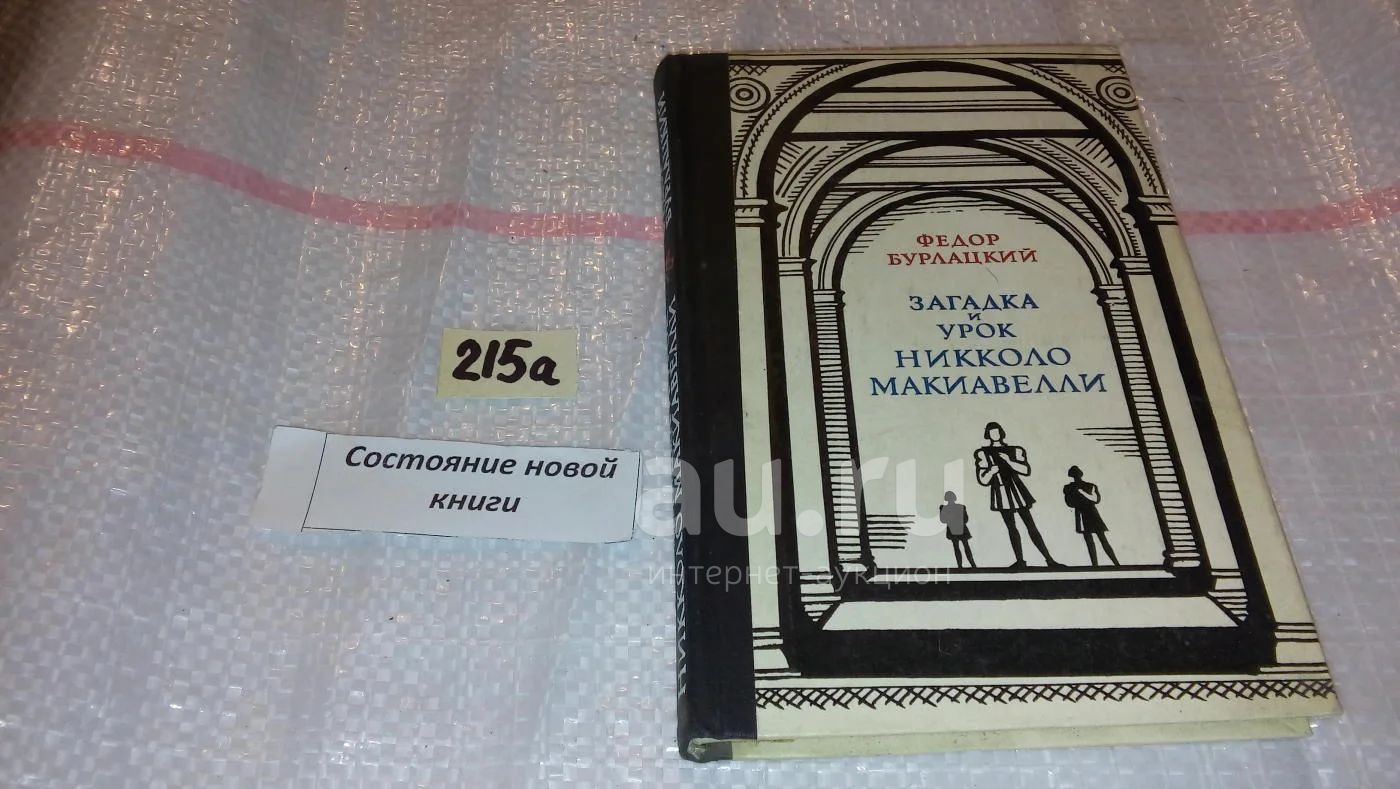 ФЕДОР
БУРЛАЦКИЙ
ЗАГАДКА
и
УРОК
НИККОЛО
МАКИАВЕЛЛИ
215а
Состояние новой
книги
au.ru
интернет-аукцион